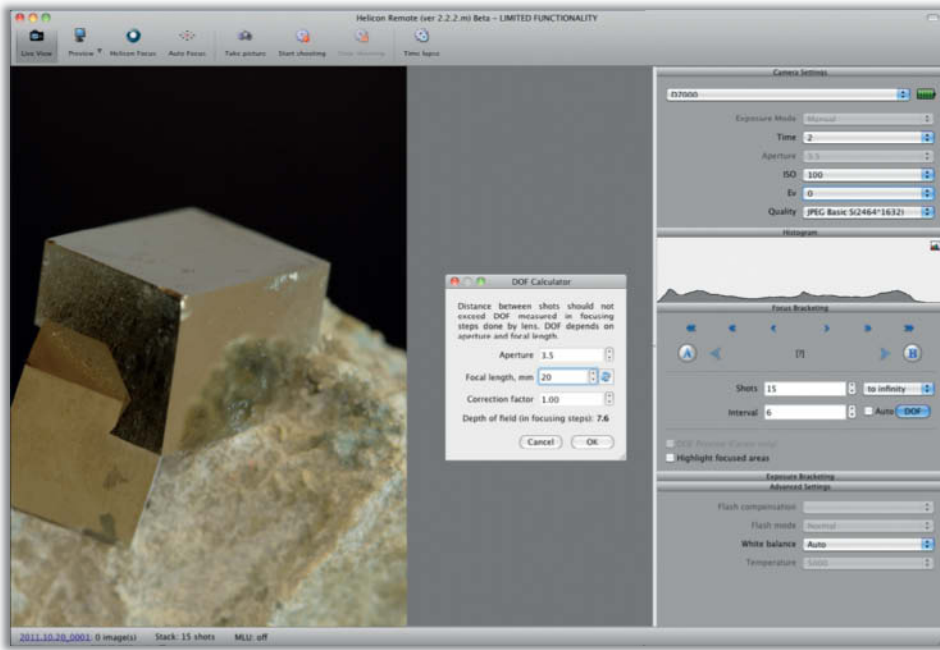 Helicon Remote (ver 2.2.2.m) Beta – LIMITED FUNCTIONALITY
Live View Preview Helicon Focus Auto Focus Take picture Start shooting Time lapse
Camera Settings
D7000
Exposure Mode Manual
Time 2
Aperture 3.5
ISO 100
Ev 0
Quality JPEG Basic S(2464*1632)
Histogram
DOF Calculator
Distance between shots should not
exceed DOF measured in focusing
steps done by lens. DOF depends on
aperture and focal length.
Aperture 3.5
Focal length, mm 20
Correction factor 1.00
Depth of field (in focusing steps): 7.6
Cancel OK
Focus Bracketing
A [?] B
Shots 15 to infinity
Interval 6 Auto DOF
Highlight focused areas
Exposure Bracketing
Advanced Settings
Flash compensation
Flash mode Normal
White balance Auto
Temperature 5000
2011.10.20_0001: 0 image(s) Stack: 15 shots MLU: off